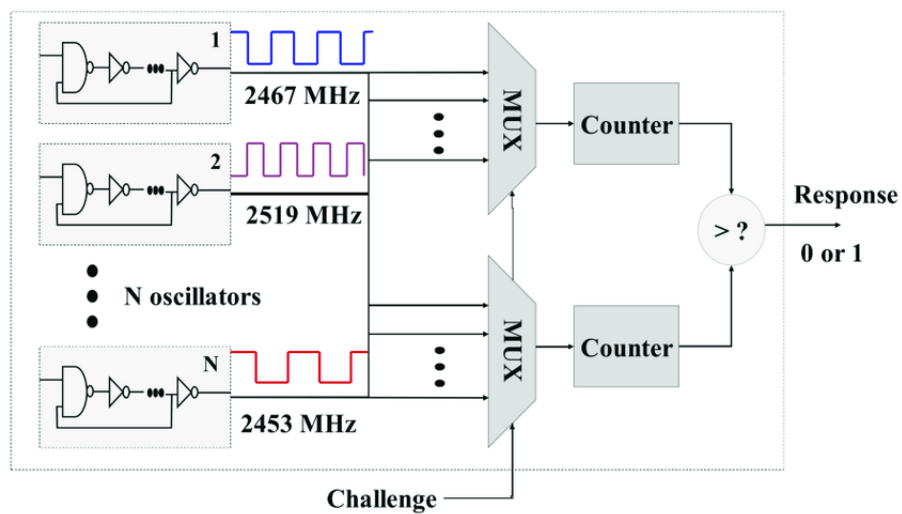 1
2467 MHz
MUX
Counter
2
2519 MHz
> ?
Response
0 or 1
N oscillators
MUX
Counter
N
2453 MHz
Challenge